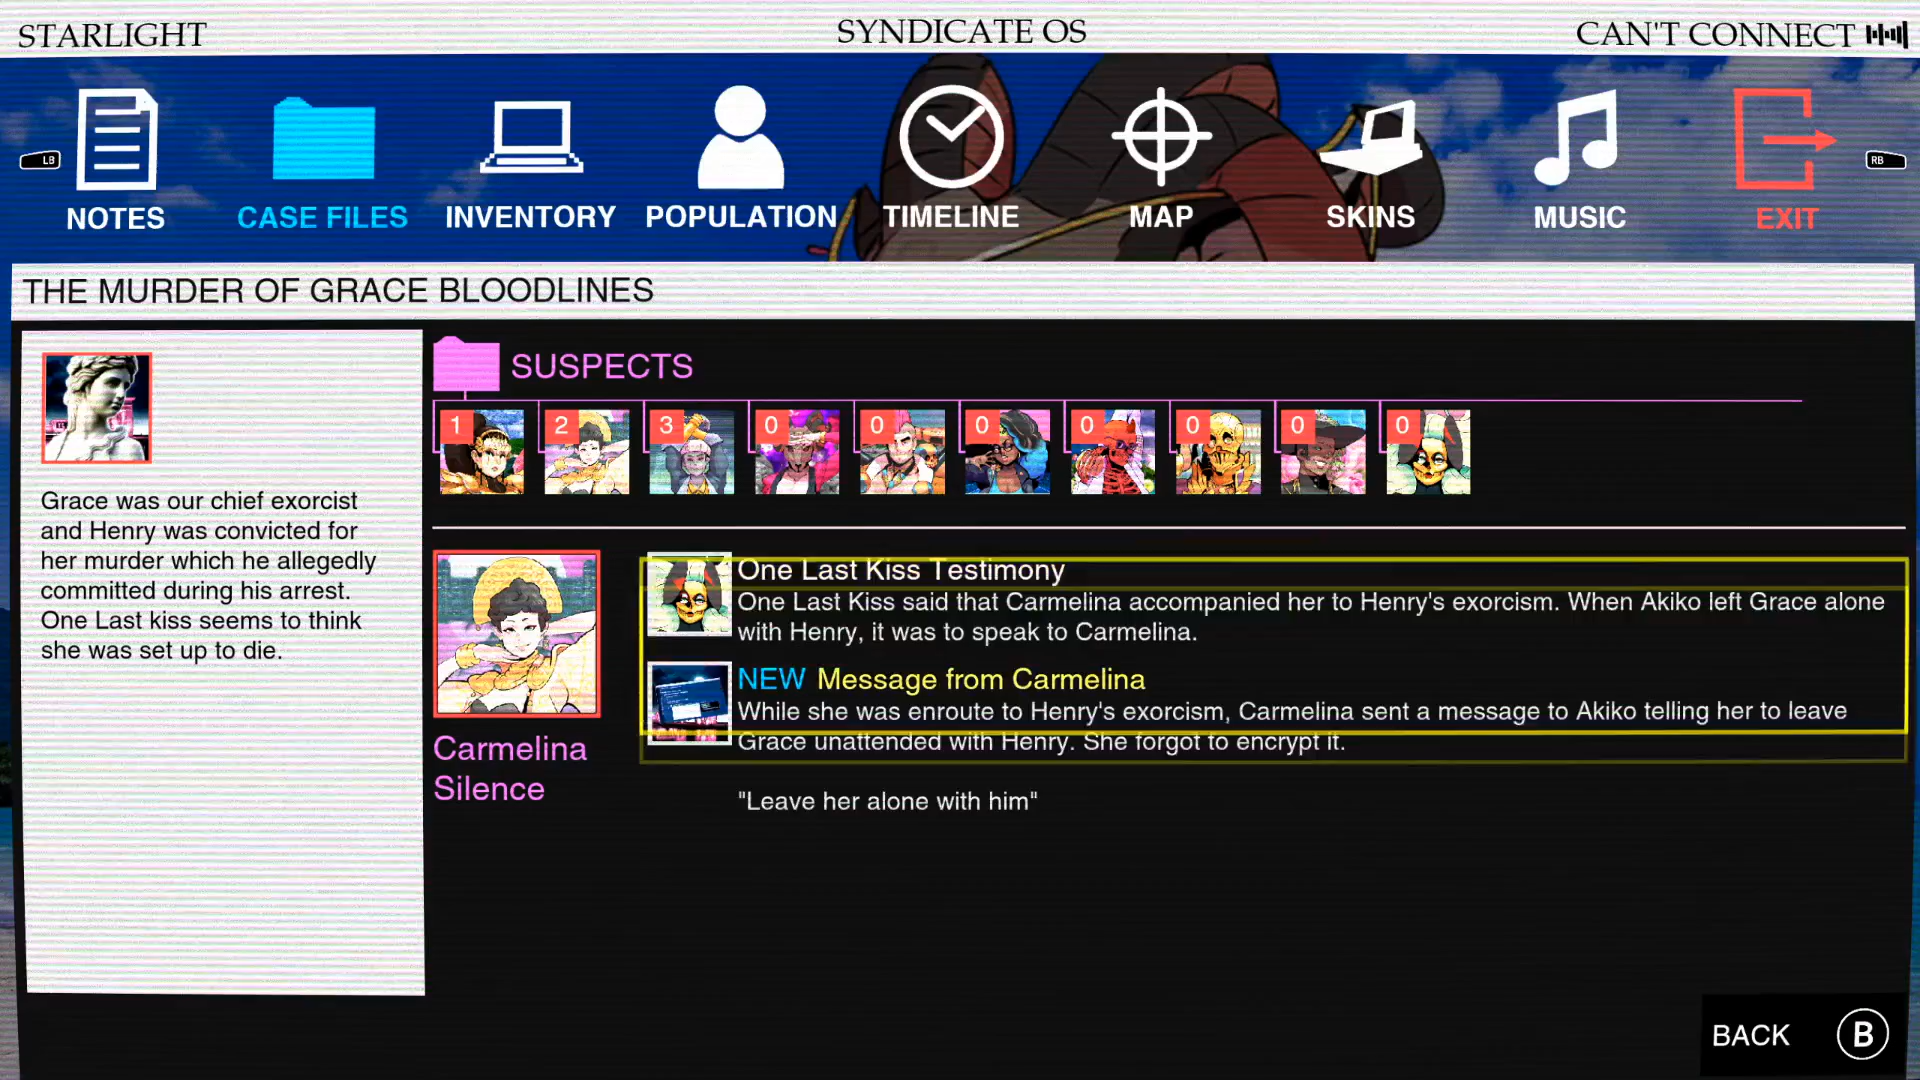 STARLIGHT
SYNDICATE OS
CAN'T CONNECT
LB
NOTES
CASE FILES
INVENTORY
POPULATION
TIMELINE
MAP
SKINS
MUSIC
EXIT
RB
THE MURDER OF GRACE BLOODLINES
Grace was our chief exorcist
and Henry was convicted for
her murder which he allegedly
committed during his arrest.
One Last kiss seems to think
she was set up to die.
SUSPECTS
1
2
3
0
0
0
0
0
0
0
Carmelina
Silence
One Last Kiss Testimony
One Last Kiss said that Carmelina accompanied her to Henry's exorcism. When Akiko left Grace alone
with Henry, it was to speak to Carmelina.
NEW Message from Carmelina
While she was enroute to Henry's exorcism, Carmelina sent a message to Akiko telling her to leave
Grace unattended with Henry. She forgot to encrypt it.
"Leave her alone with him"
BACK B